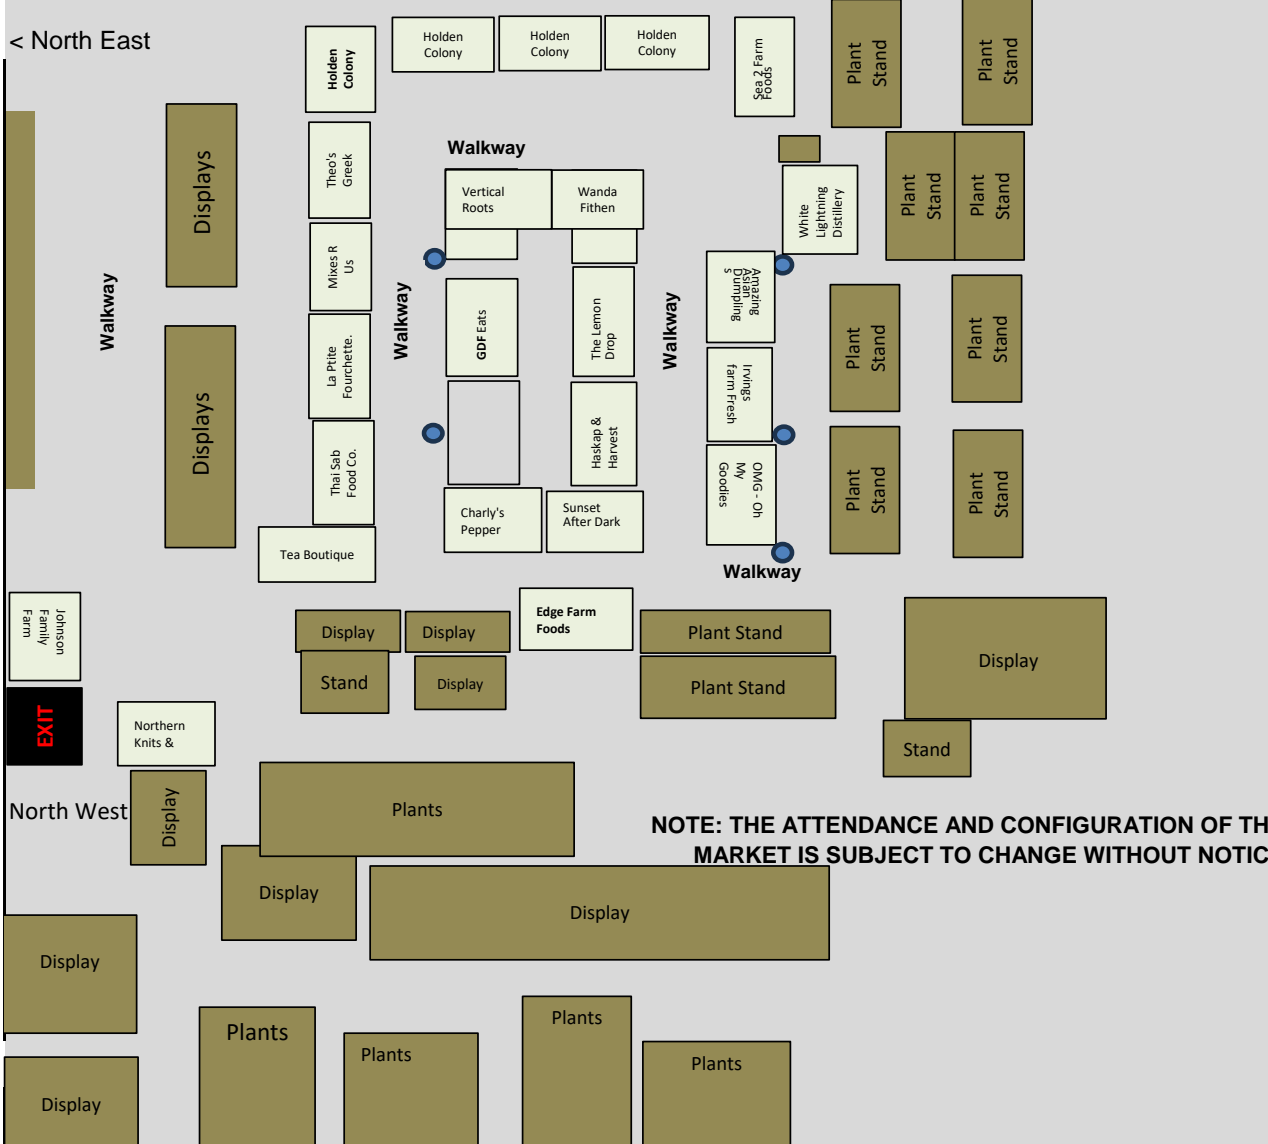 < North East
Holden
Colony
Holden
Colony
Holden
Colony
Holden
Colony
Sea 2 Farm
Foods
Plant
Stand
Plant
Stand
Displays
Theo's
Greek
Walkway
Vertical
Roots
Wanda
Fithen
White
Lightning
Distillery
Plant
Stand
Plant
Stand
Walkway
Mixes R
Us
Walkway
GDF Eats
The Lemon
Drop
Walkway
Amazing
Asian
Dumpling
s
Plant
Stand
Plant
Stand
Displays
La Ptite
Fourchette.
Irvings
farm Fresh
Thai Sab
Food Co.
Haskap &
Harvest
OMG - Oh
My
Goodies
Plant
Stand
Plant
Stand
Charly's
Pepper
Sunset
After Dark
Tea Boutique
Walkway
Johnson
Family
Farm
Display
Display
Edge Farm
Foods
Plant Stand
Display
Stand
Display
Plant Stand
EXIT
Northern
Knits &
Stand
North West
Display
Plants
NOTE: THE ATTENDANCE AND CONFIGURATION OF TH
MARKET IS SUBJECT TO CHANGE WITHOUT NOTIC
Display
Display
Display
Plants
Plants
Plants
Plants
Display